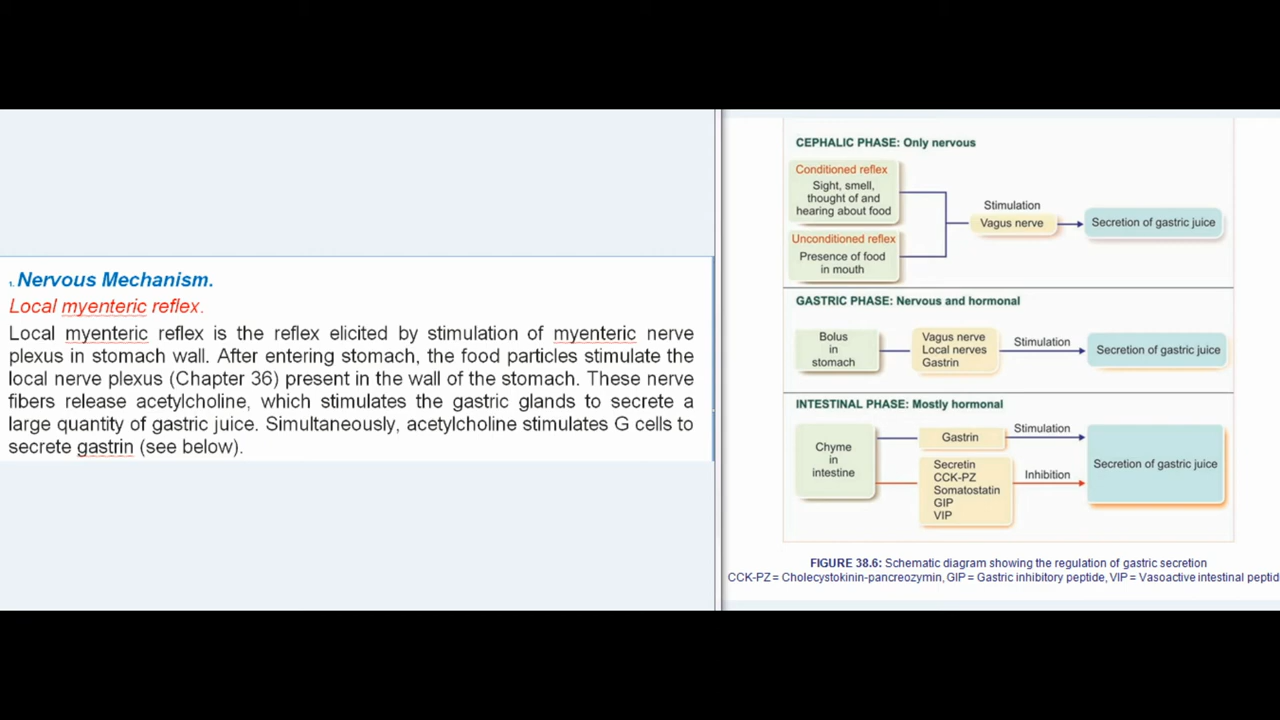 1. Nervous Mechanism.
Local myenteric reflex.
Local myenteric reflex is the reflex elicited by stimulation of myenteric nerve
plexus in stomach wall. After entering stomach, the food particles stimulate the
local nerve plexus (Chapter 36) present in the wall of the stomach. These nerve
fibers release acetylcholine, which stimulates the gastric glands to secrete a
large quantity of gastric juice. Simultaneously, acetylcholine stimulates G cells to
secrete gastrin (see below).
CEPHALIC PHASE: Only nervous
Conditioned reflex
Sight, smell,
thought of and
hearing about food
Unconditioned reflex
Presence of food
in mouth
Stimulation
Vagus nerve
Secretion of gastric juice
GASTRIC PHASE: Nervous and hormonal
Bolus
in
stomach
Vagus nerve
Local nerves
Gastrin
Stimulation
Secretion of gastric juice
INTESTINAL PHASE: Mostly hormonal
Chyme
in
intestine
Gastrin
Stimulation
Secretin
CCK-PZ
Somatostatin
GIP
VIP
Inhibition
Secretion of gastric juice
FIGURE 38.6: Schematic diagram showing the regulation of gastric secretion
CCK-PZ = Cholecystokinin-pancreozymin, GIP = Gastric inhibitory peptide, VIP = Vasoactive intestinal peptid